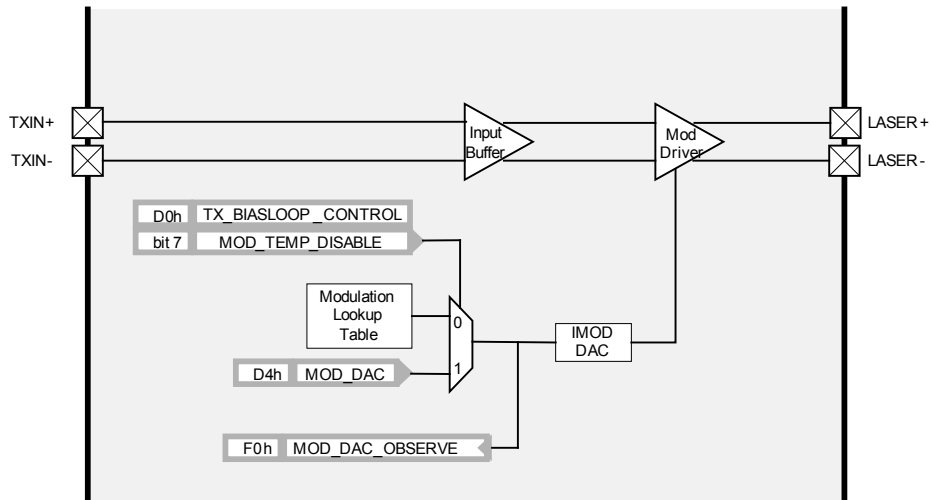 TXIN+
TXIN-
Input
Buffer
Mod
Driver
LASER+
LASER-
D0h TX_BIASLOOP_CONTROL
bit 7 MOD_TEMP_DISABLE
Modulation
Lookup
Table
0
1
IMOD
DAC
D4h MOD_DAC
F0h MOD_DAC_OBSERVE